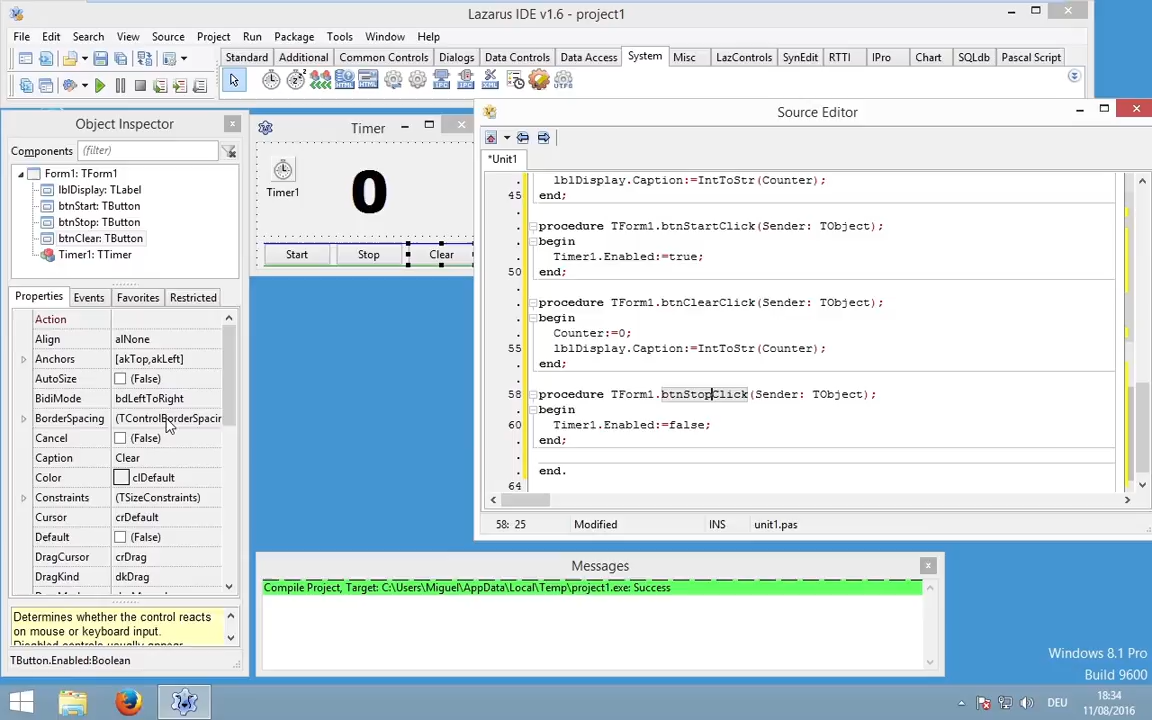 Lazarus IDE v1.6 - project1
File Edit Search View Source Project Run Package Tools Window Help
Standard Additional Common Controls Dialogs Data Controls Data Access System Misc LazControls SynEdit RTTI IPro Chart SQLdb Pascal Script
Object Inspector
Components (filter)
Form1: TForm1
lblDisplay: TLabel
btnStart: TButton
btnStop: TButton
btnClear: TButton
Timer1: TTimer
Properties Events Favorites Restricted
Action
Align alNone
Anchors [akTop,akLeft]
AutoSize (False)
BidiMode bdLeftToRight
BorderSpacing (TControlBorderSpacin
Cancel (False)
Caption Clear
Color clDefault
Constraints (TSizeConstraints)
Cursor crDefault
Default (False)
DragCursor crDrag
DragKind dkDrag
Determines whether the control reacts
on mouse or keyboard input.
TButton.Enabled:Boolean
Timer
Timer1
0
Start Stop Clear
Source Editor
*Unit1
. lblDisplay.Caption:=IntToStr(Counter);
45 end;
.
. procedure TForm1.btnStartClick(Sender: TObject);
. begin
. Timer1.Enabled:=true;
50 end;
.
. procedure TForm1.btnClearClick(Sender: TObject);
. begin
. Counter:=0;
55 lblDisplay.Caption:=IntToStr(Counter);
. end;
.
58 procedure TForm1.btnStopClick(Sender: TObject);
. begin
60 Timer1.Enabled:=false;
. end;
.
. end.
64
58: 25 Modified INS unit1.pas
Messages
Compile Project, Target: C:\Users\Miguel\AppData\Local\Temp\project1.exe: Success
Windows 8.1 Pro
Build 9600
DEU
18:34
11/08/2016